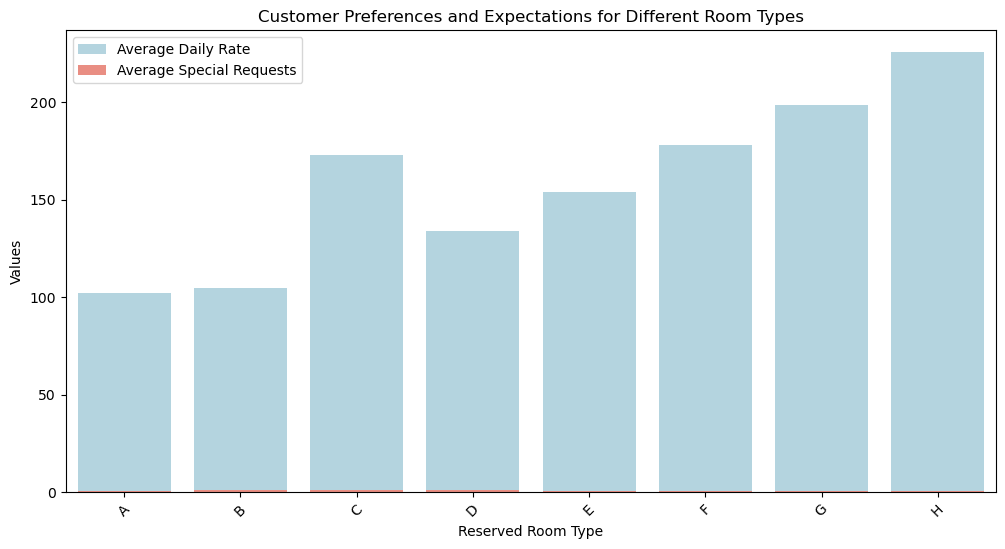 Customer Preferences and Expectations for Different Room Types
Average Daily Rate
Average Special Requests
Values
200
150
100
50
0
A B C D E F G H
Reserved Room Type